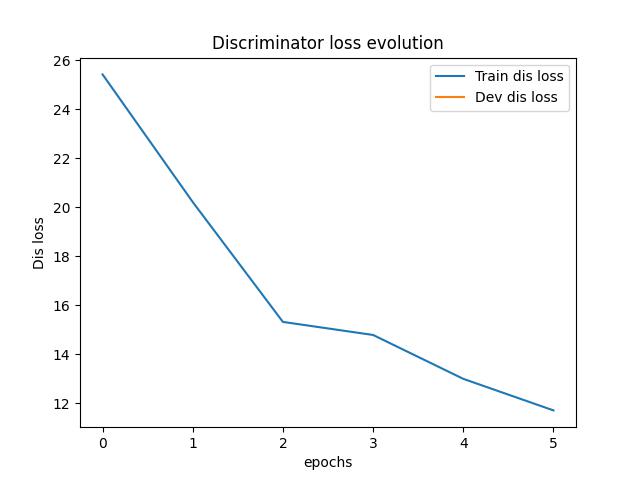 Discriminator loss evolution
Train dis loss
Dev dis loss
Dis loss
26
24
22
20
18
16
14
12
0 1 2 3 4 5
epochs